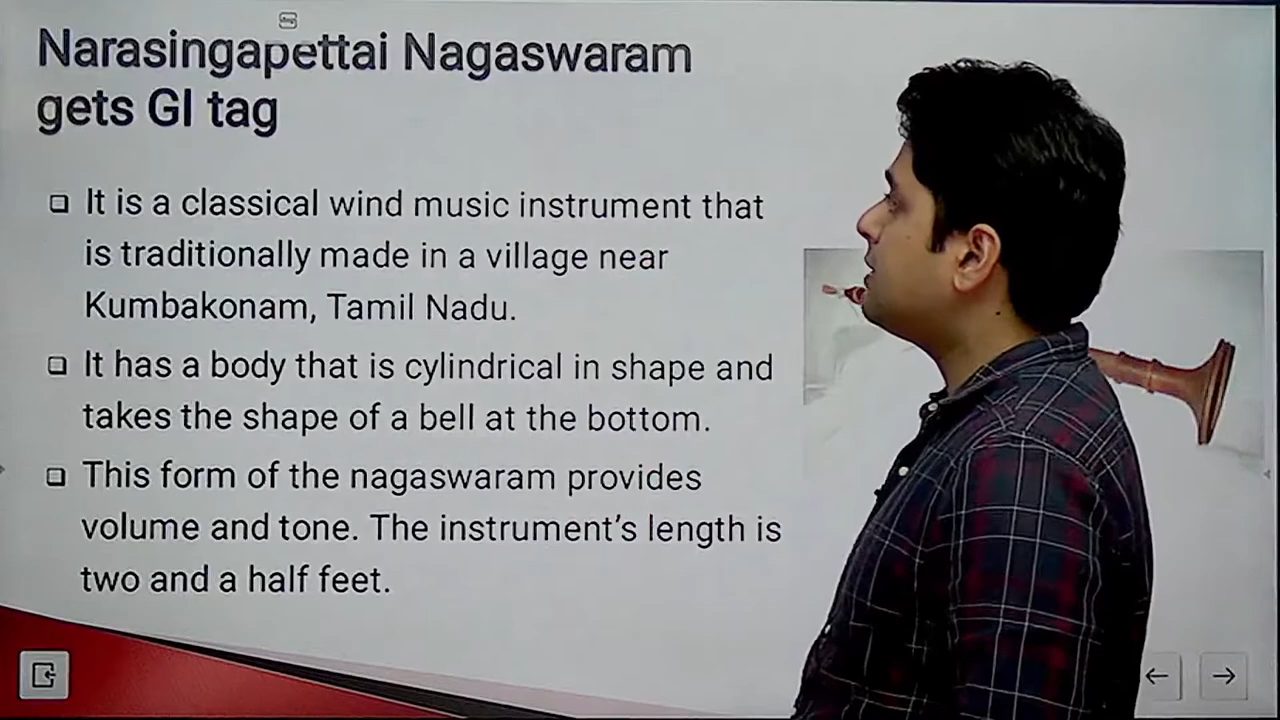 Narasingapettai Nagaswaram
gets GI tag
It is a classical wind music instrument that
is traditionally made in a village near
Kumbakonam, Tamil Nadu.
It has a body that is cylindrical in shape and
takes the shape of a bell at the bottom.
This form of the nagaswaram provides
volume and tone. The instrument's length is
two and a half feet.